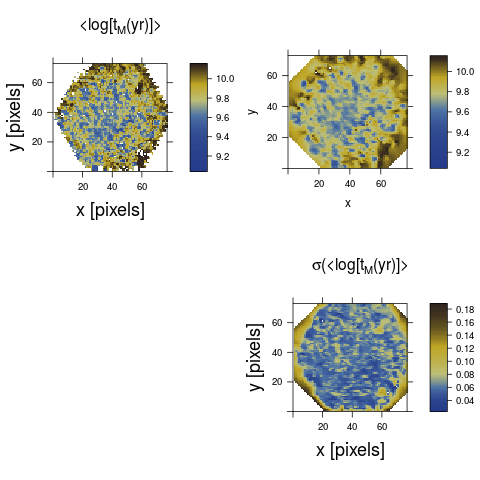 <log[tM(yr)]>
y [pixels]
60
40
20
20 40 60
x [pixels]
10.0
9.8
9.6
9.4
9.2
y
60
40
20
20 40 60
x
10.0
9.8
9.6
9.4
9.2
σ(<log[tM(yr)]>
y [pixels]
60
40
20
20 40 60
x [pixels]
0.18
0.16
0.14
0.12
0.10
0.08
0.06
0.04